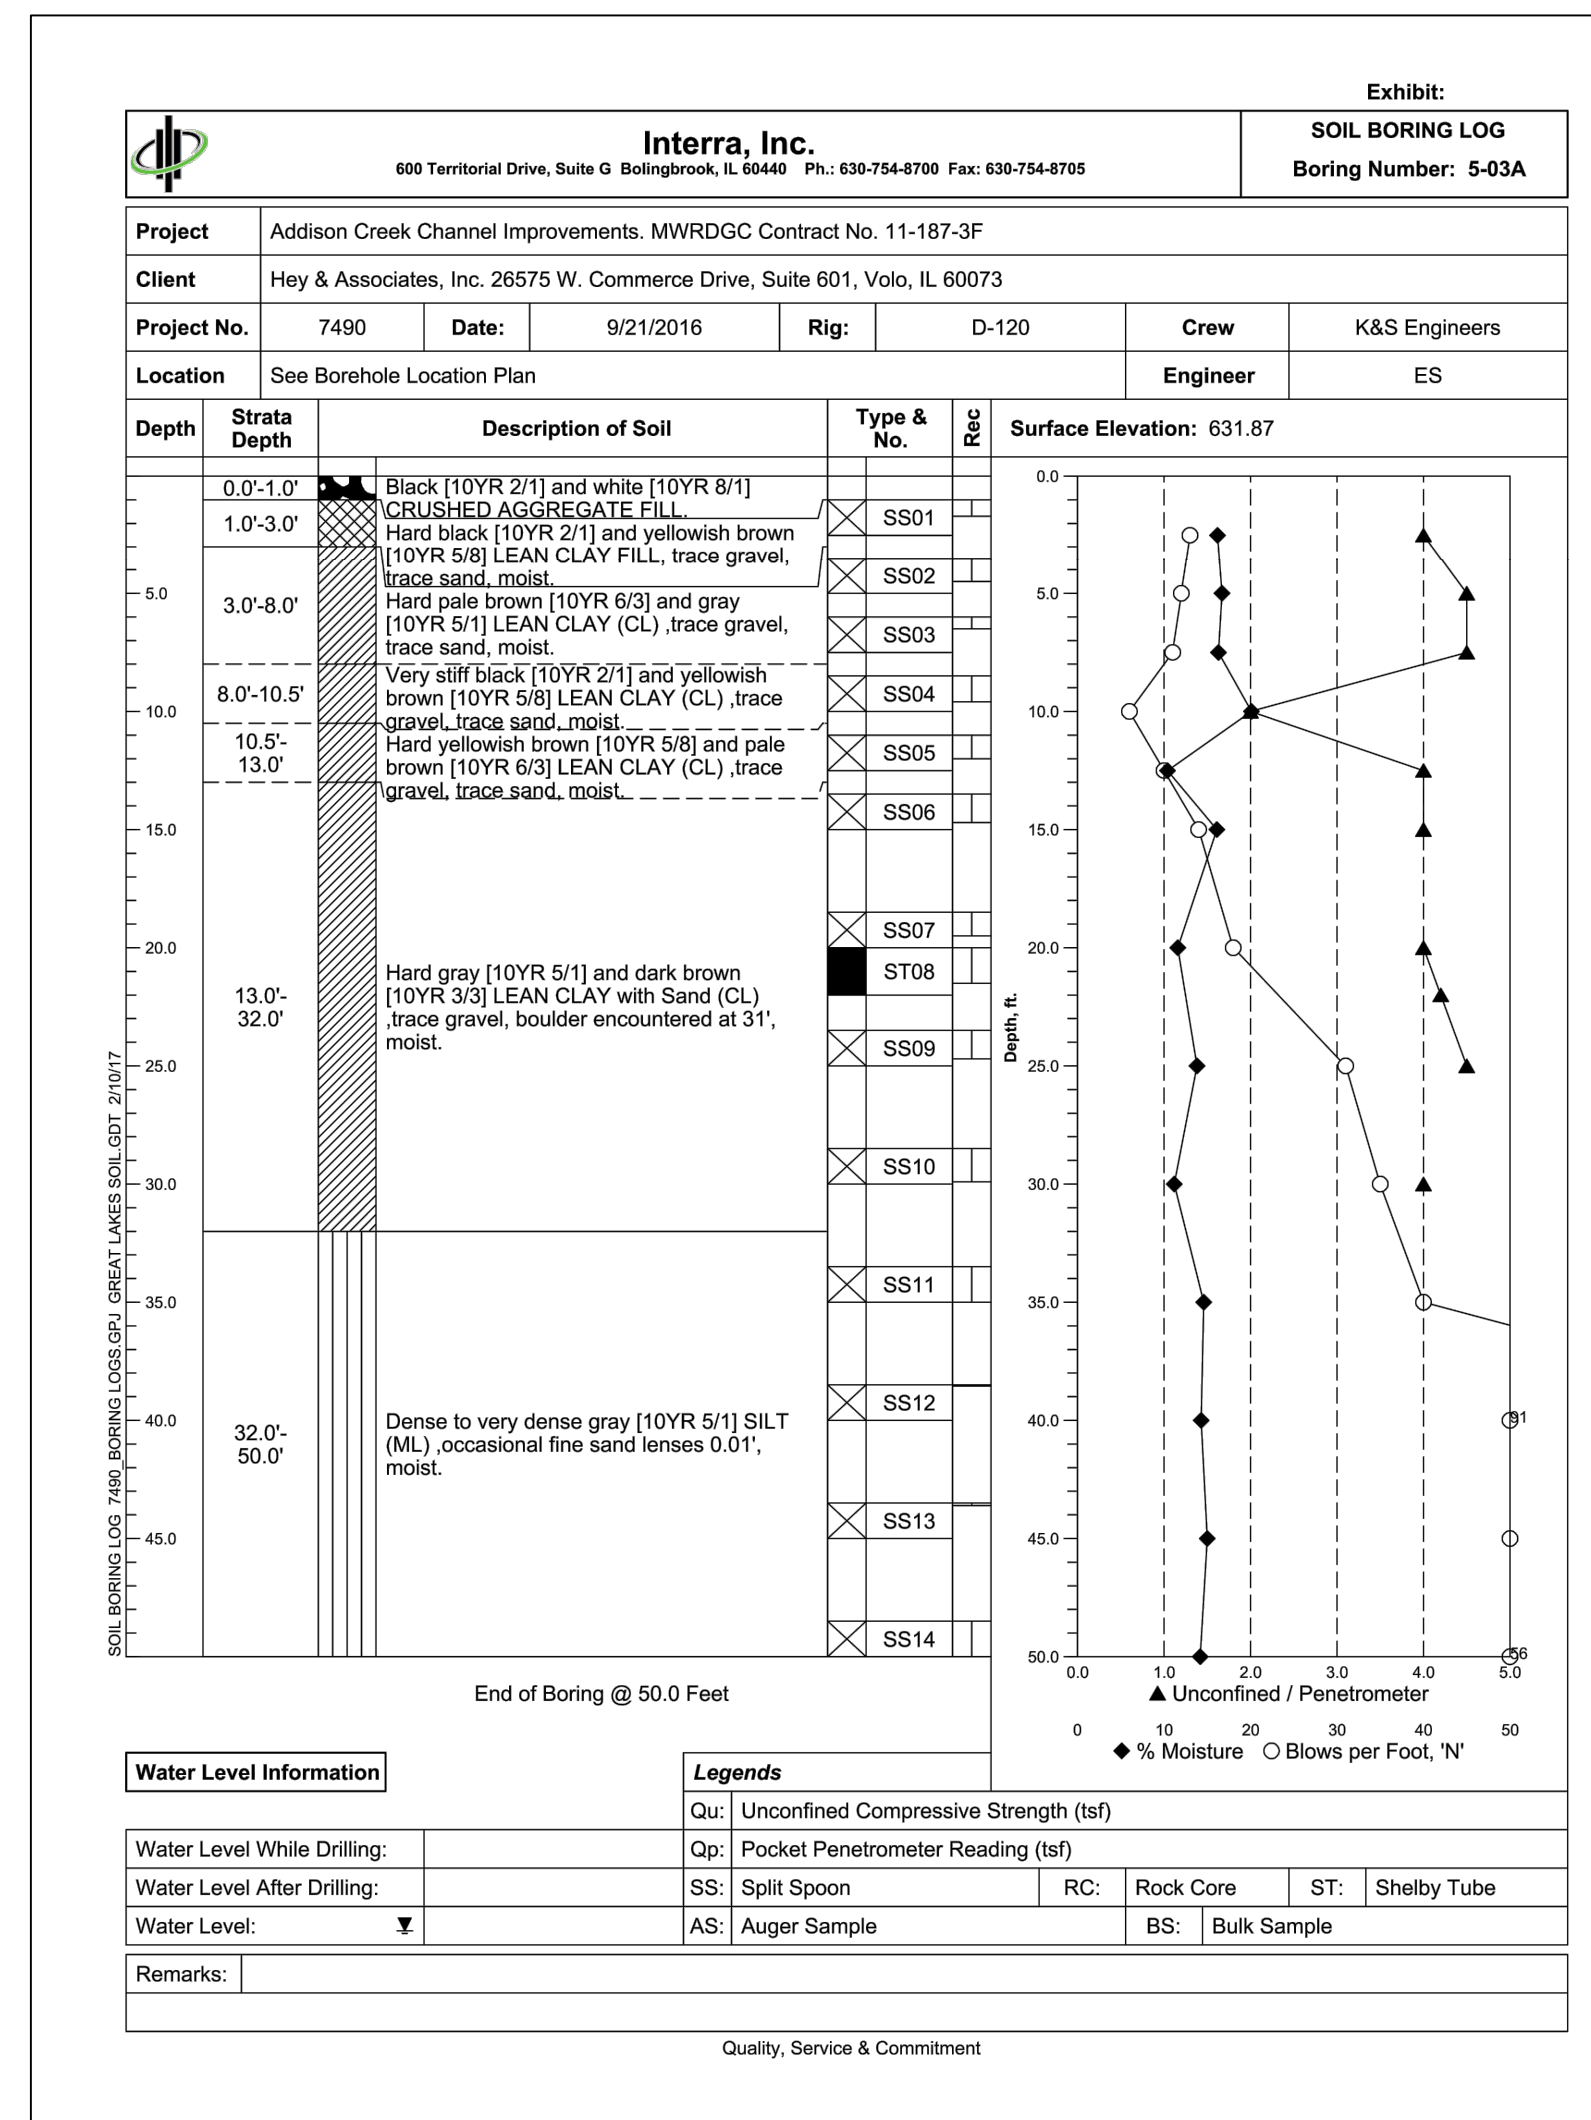 Exhibit:
Interra, Inc.
600 Territorial Drive, Suite G Bolingbrook, IL 60440 Ph.: 630-754-8700 Fax: 630-754-8705
SOIL BORING LOG
Boring Number: 5-03A
Project Addison Creek Channel Improvements. MWRDGC Contract No. 11-187-3F
Client Hey & Associates, Inc. 26575 W. Commerce Drive, Suite 601, Volo, IL 60073
Project No. 7490 Date: 9/21/2016 Rig: D-120 Crew K&S Engineers
Location See Borehole Location Plan Engineer ES
Depth Strata Depth Description of Soil Type & No. Rec Surface Elevation: 631.87
0.0'-1.0'
Black [10YR 2/1] and white [10YR 8/1]
CRUSHED AGGREGATE FILL.
1.0'-3.0'
Hard black [10YR 2/1] and yellowish brown
[10YR 5/8] LEAN CLAY FILL, trace gravel,
trace sand, moist.
3.0'-8.0'
Hard pale brown [10YR 6/3] and gray
[10YR 5/1] LEAN CLAY (CL) ,trace gravel,
trace sand, moist.
8.0'-10.5'
Very stiff black [10YR 2/1] and yellowish
brown [10YR 5/8] LEAN CLAY (CL) ,trace
gravel, trace sand, moist.
10.5'-
13.0'
Hard yellowish brown [10YR 5/8] and pale
brown [10YR 6/3] LEAN CLAY (CL) ,trace
gravel, trace sand, moist.
13.0'-
32.0'
Hard gray [10YR 5/1] and dark brown
[10YR 3/3] LEAN CLAY with Sand (CL)
,trace gravel, boulder encountered at 31',
moist.
32.0'-
50.0'
Dense to very dense gray [10YR 5/1] SILT
(ML) ,occasional fine sand lenses 0.01',
moist.
5.0
10.0
15.0
20.0
25.0
30.0
35.0
40.0
45.0
SS01
SS02
SS03
SS04
SS05
SS06
SS07
ST08
SS09
SS10
SS11
SS12
SS13
SS14
Depth, ft.
0.0
5.0
10.0
15.0
20.0
25.0
30.0
35.0
40.0
45.0
50.0
91
56
0.0 1.0 2.0 3.0 4.0 5.0
Unconfined / Penetrometer
0 10 20 30 40 50
% Moisture Blows per Foot, 'N'
End of Boring @ 50.0 Feet
SOIL BORING LOG 7490_BORING LOGS.GPJ GREAT LAKES SOIL.GDT 2/10/17
Water Level Information
Water Level While Drilling:
Water Level After Drilling:
Water Level:
Legends
Qu: Unconfined Compressive Strength (tsf)
Qp: Pocket Penetrometer Reading (tsf)
SS: Split Spoon RC: Rock Core ST: Shelby Tube
AS: Auger Sample BS: Bulk Sample
Remarks:
Quality, Service & Commitment